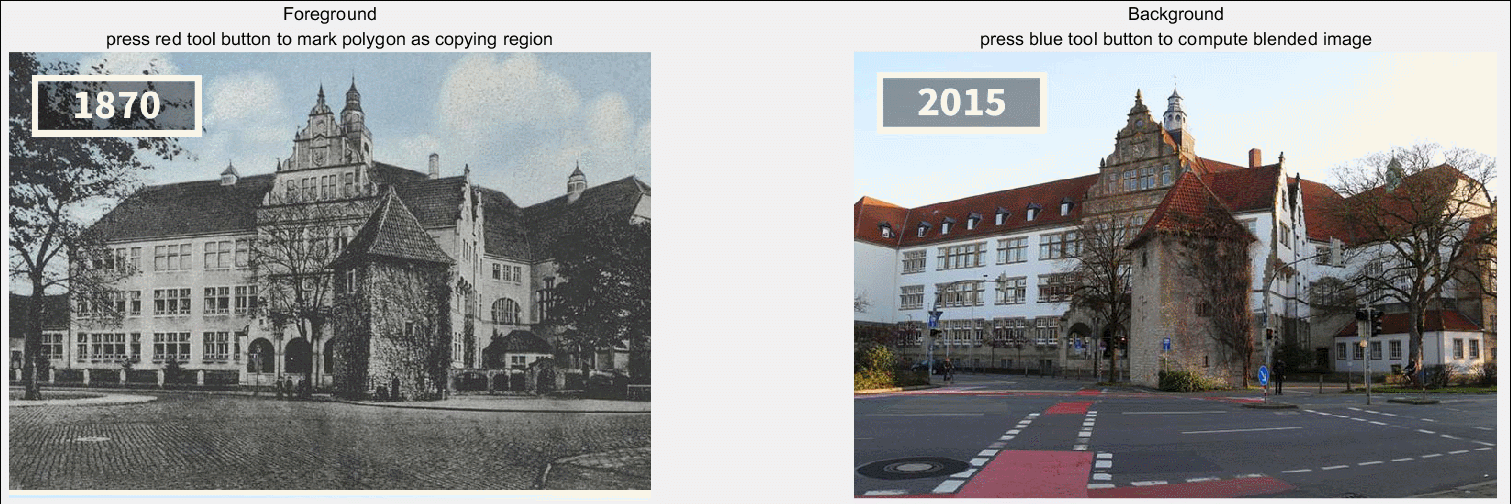 Foreground
press red tool button to mark polygon as copying region
1870
Background
press blue tool button to compute blended image
2015